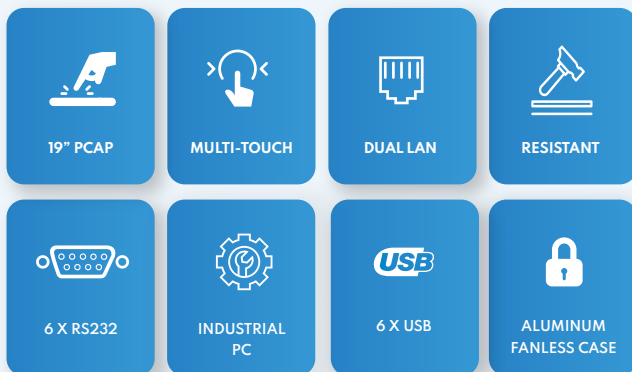 19” PCAP
MULTI-TOUCH
DUAL LAN
RESISTANT
6 X RS232
INDUSTRIAL
PC
USB
6 X USB
ALUMINUM
FANLESS CASE